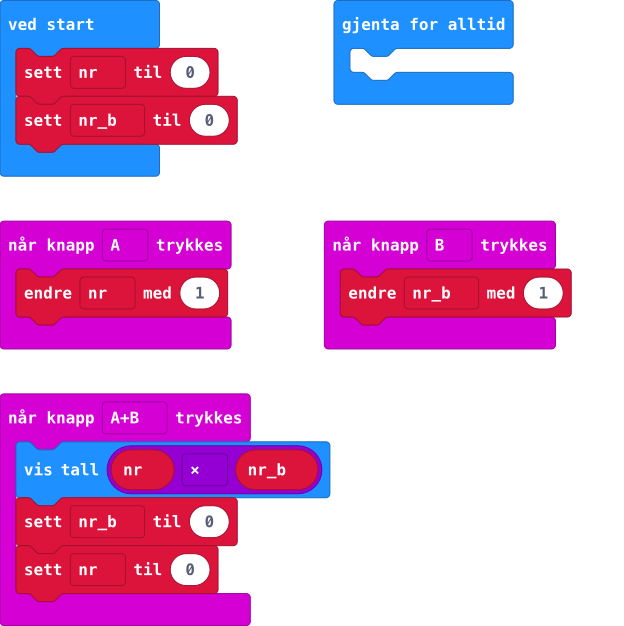 ved start
sett nr til 0
sett nr_b til 0
gjenta for alltid
når knapp A trykkes
endre nr med 1
når knapp B trykkes
endre nr_b med 1
når knapp A+B trykkes
vis tall nr × nr_b
sett nr_b til 0
sett nr til 0